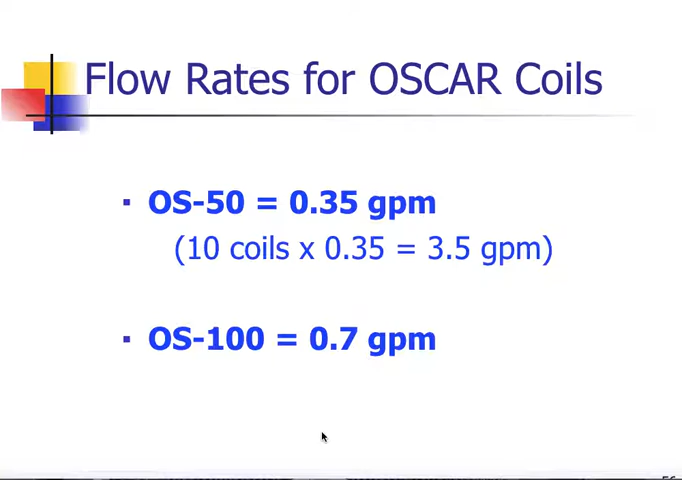 Flow Rates for OSCAR Coils
▪ OS-50 = 0.35 gpm
(10 coils x 0.35 = 3.5 gpm)
▪ OS-100 = 0.7 gpm